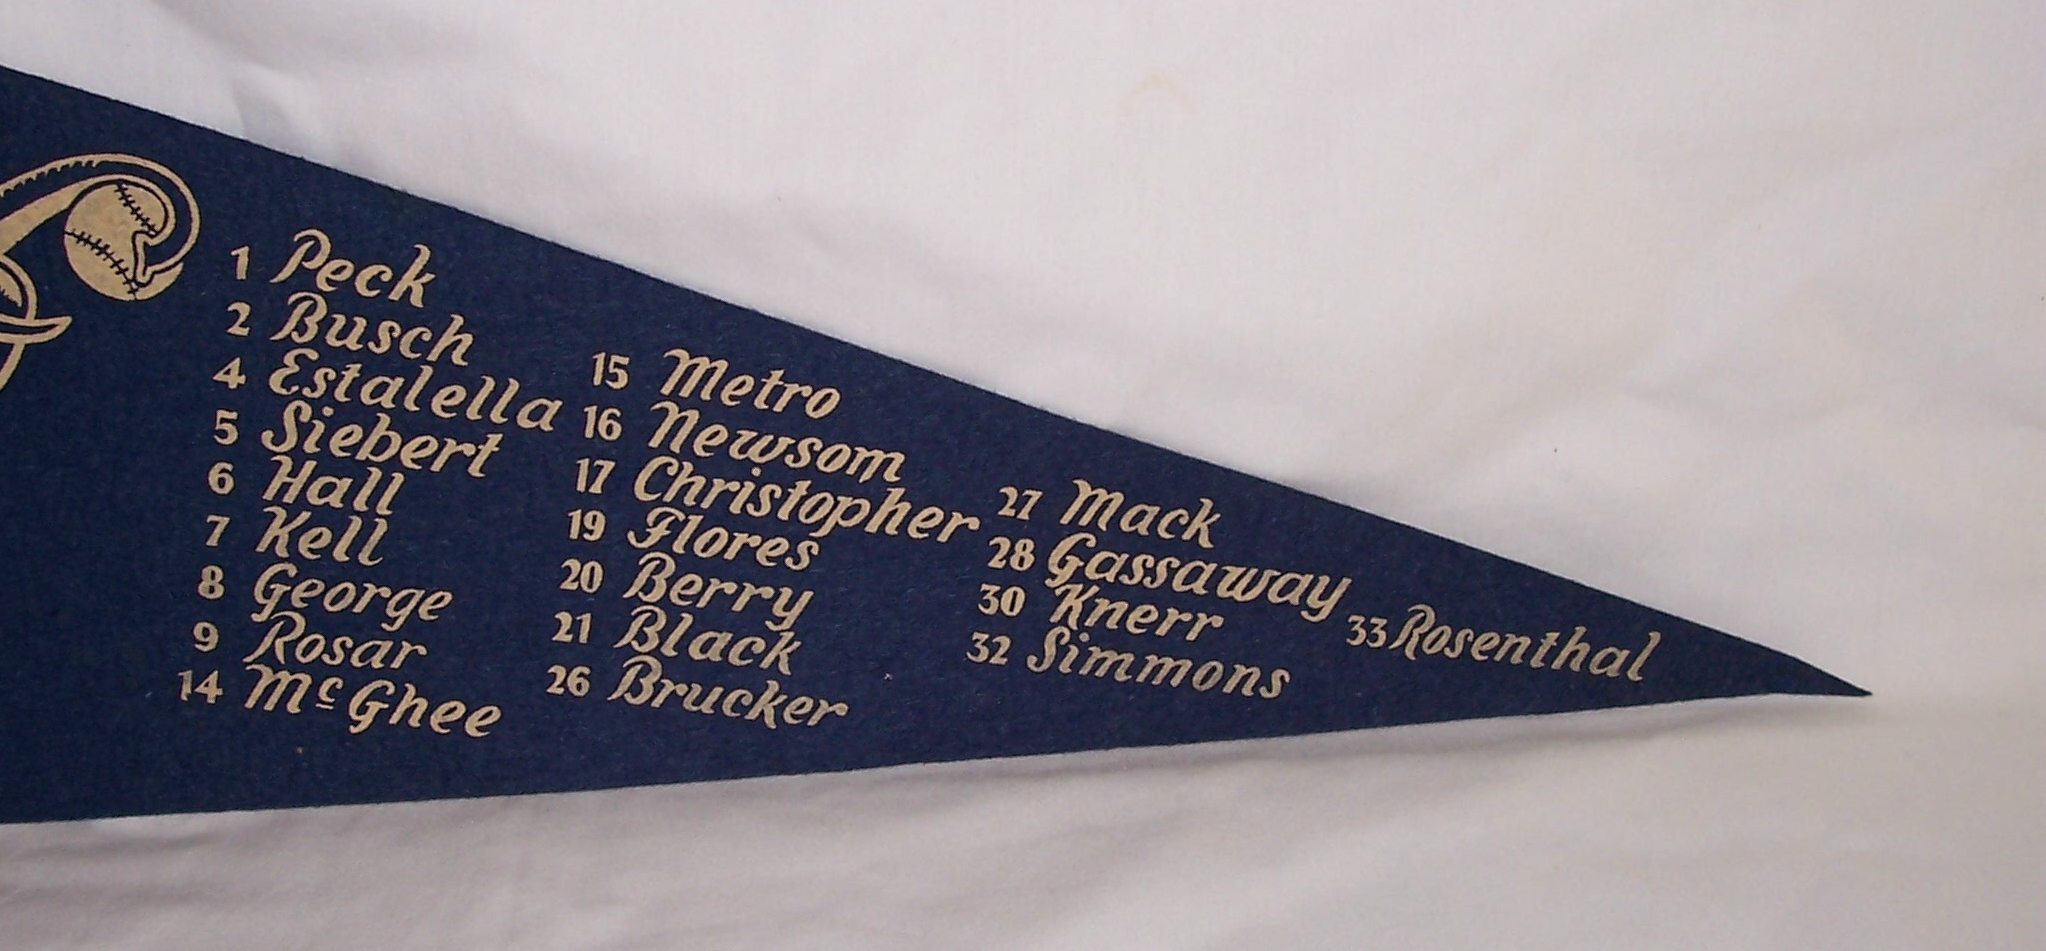 1 Peck
2 Busch
4 Estalella
5 Siebert
6 Hall
7 Kell
8 George
9 Rosar
14 McGhee
15 Metro
16 Newsom
17 Christopher
19 Flores
20 Berry
21 Black
26 Brucker
27 Mack
28 Gassaway
30 Knerr
32 Simmons
33 Rosenthal